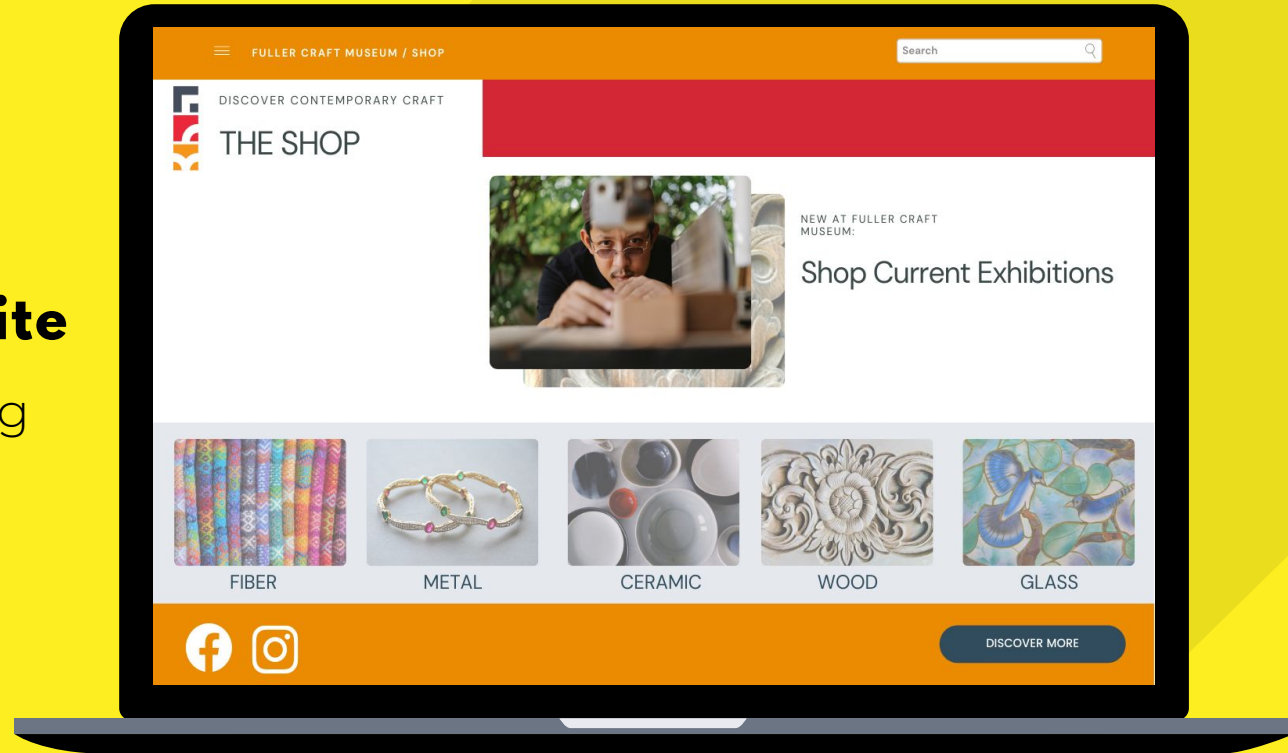 ite
g
FULLER CRAFT MUSEUM / SHOP
Search
DISCOVER CONTEMPORARY CRAFT
THE SHOP
NEW AT FULLER CRAFT
MUSEUM:
Shop Current Exhibitions
FIBER
METAL
CERAMIC
WOOD
GLASS
DISCOVER MORE